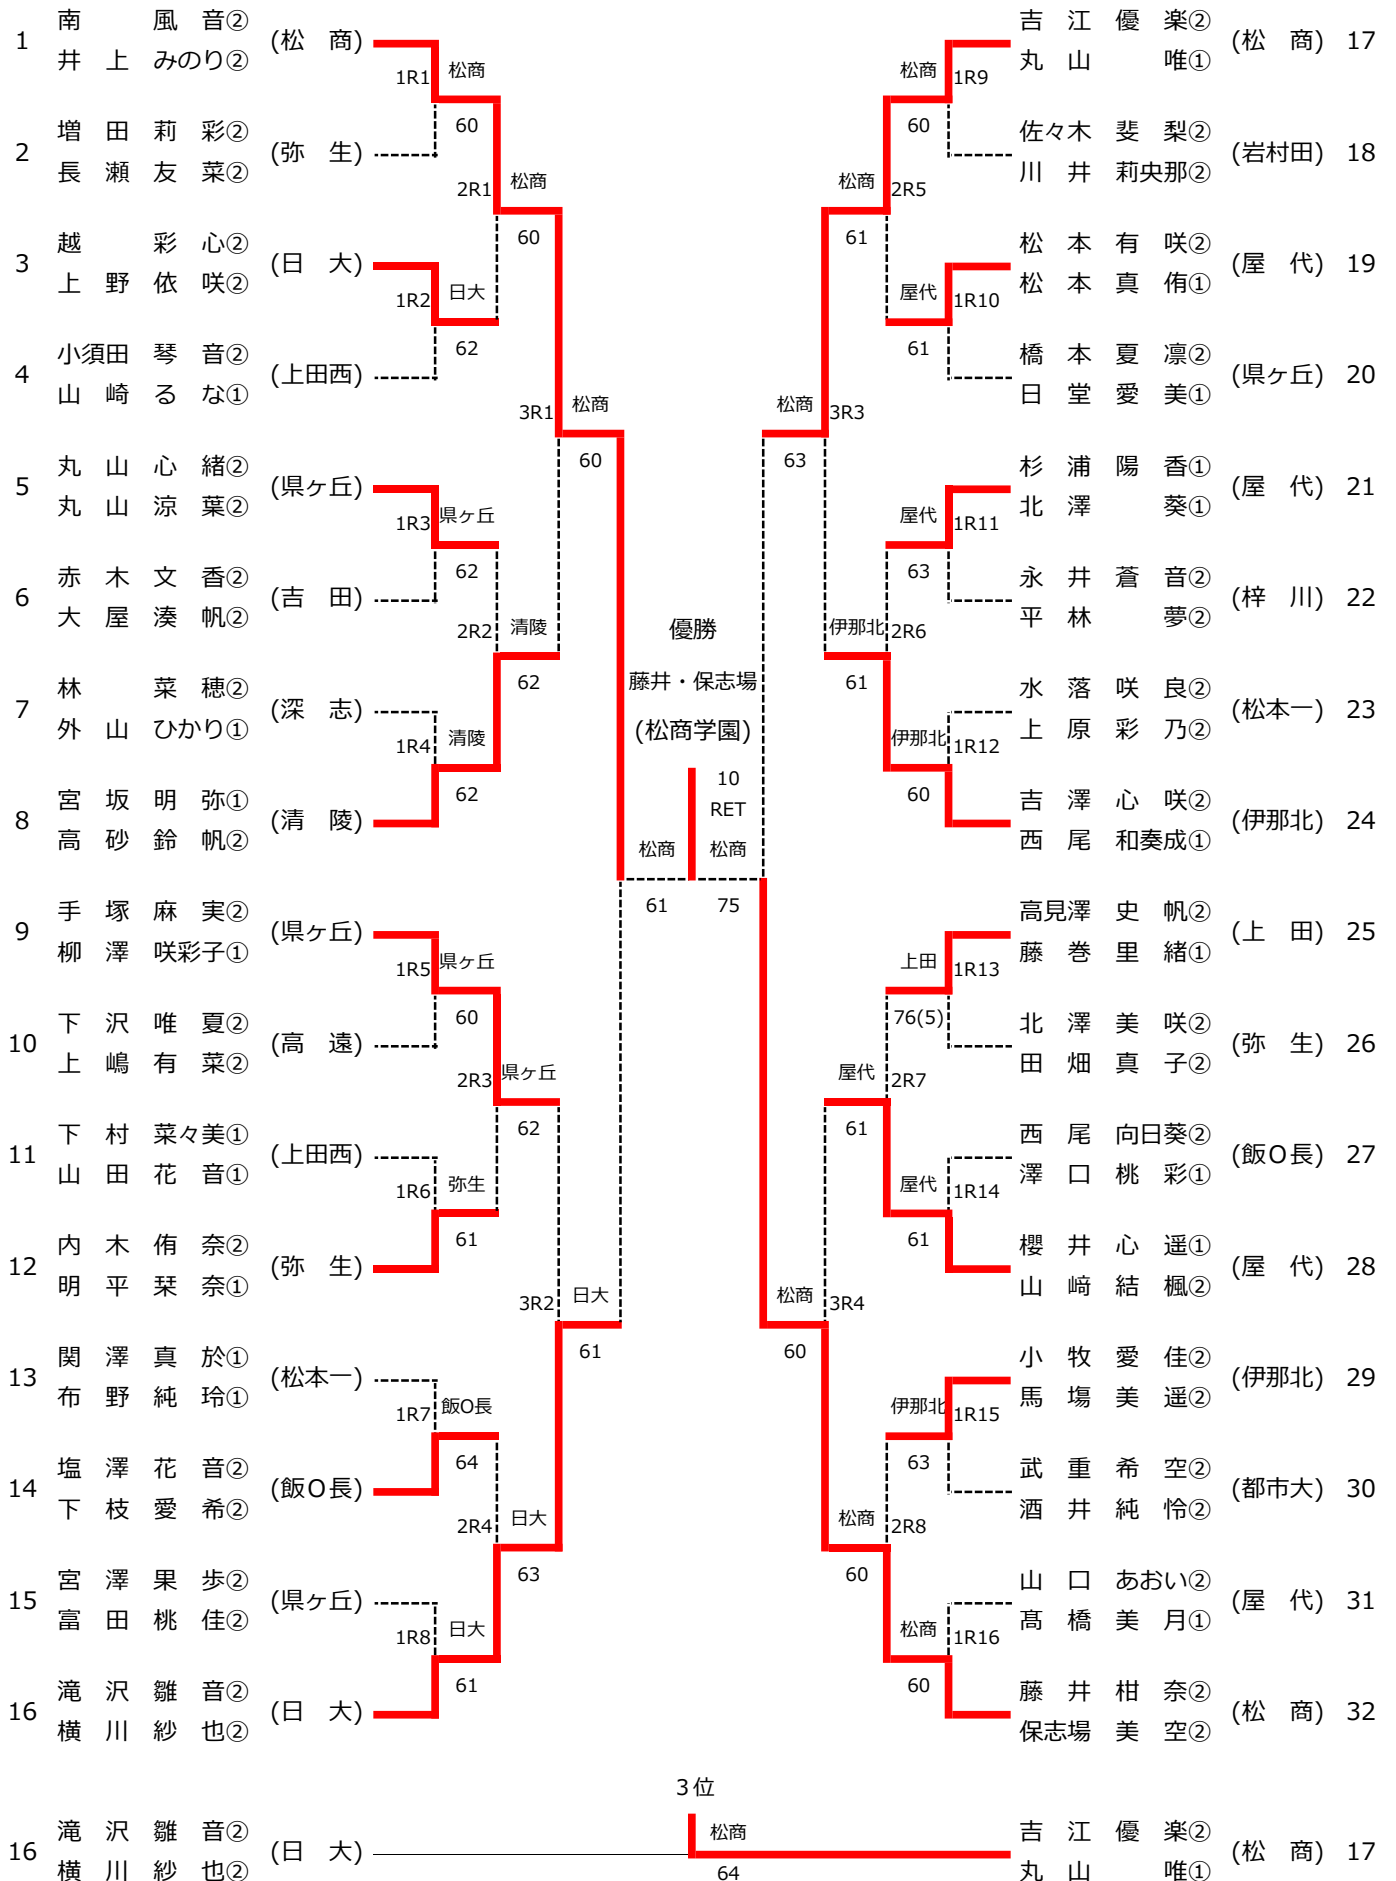 1 南 風 音② (松 商)
井 上 みのり②
1R1 松商
60
2 増 田 莉 彩② (弥 生)
長 瀬 友 菜②
2R1 松商
60
3 越 彩 心② (日 大)
上 野 依 咲②
1R2 日大
62
4 小須田 琴 音② (上田西)
山 崎 る な①
3R1 松商
60
5 丸 山 心 緒② (県ヶ丘)
丸 山 涼 葉②
1R3 県ヶ丘
62
6 赤 木 文 香② (吉 田)
大 屋 湊 帆②
2R2 清陵
62
7 林 菜 穂② (深 志)
外 山 ひかり①
1R4 清陵
62
8 宮 坂 明 弥① (清 陵)
高 砂 鈴 帆②
9 手 塚 麻 実② (県ヶ丘)
柳 澤 咲彩子①
1R5 県ヶ丘
60
10 下 沢 唯 夏② (高 遠)
上 嶋 有 菜②
2R3 県ヶ丘
62
11 下 村 菜々美① (上田西)
山 田 花 音①
1R6 弥生
61
12 内 木 侑 奈② (弥 生)
明 平 栞 奈①
3R2 日大
61
13 関 澤 真 於① (松本一)
布 野 純 玲①
1R7 飯O長
64
14 塩 澤 花 音② (飯O長)
下 枝 愛 希②
2R4 日大
63
15 宮 澤 果 歩② (県ヶ丘)
富 田 桃 佳②
1R8 日大
61
16 滝 沢 雛 音② (日 大)
横 川 紗 也②
優勝
藤井・保志場
(松商学園)
10
RET
松商 松商
61 75
吉 江 優 楽② (松 商) 17
丸 山 唯①
松商 1R9
60
佐々木 斐 梨② (岩村田) 18
川 井 莉央那②
松商 2R5
61
松 本 有 咲② (屋 代) 19
松 本 真 侑①
屋代 1R10
61
橋 本 夏 凛② (県ヶ丘) 20
日 堂 愛 美①
松商 3R3
63
杉 浦 陽 香① (屋 代) 21
北 澤 葵①
屋代 1R11
63
永 井 蒼 音② (梓 川) 22
平 林 夢②
伊那北 2R6
61
水 落 咲 良② (松本一) 23
上 原 彩 乃②
伊那北 1R12
60
吉 澤 心 咲② (伊那北) 24
西 尾 和奏成①
高見澤 史 帆② (上 田) 25
藤 巻 里 緒①
上田 1R13
76(5)
北 澤 美 咲② (弥 生) 26
田 畑 真 子②
屋代 2R7
61
西 尾 向日葵② (飯O長) 27
澤 口 桃 彩①
屋代 1R14
61
櫻 井 心 遥① (屋 代) 28
山 﨑 結 楓②
松商 3R4
60
小 牧 愛 佳② (伊那北) 29
馬 塲 美 遥②
伊那北 1R15
63
武 重 希 空② (都市大) 30
酒 井 純 怜②
松商 2R8
60
山 口 あおい② (屋 代) 31
髙 橋 美 月①
松商 1R16
60
藤 井 柑 奈② (松 商) 32
保志場 美 空②
3位
16 滝 沢 雛 音② (日 大)
横 川 紗 也②
松商
64
吉 江 優 楽② (松 商) 17
丸 山 唯①